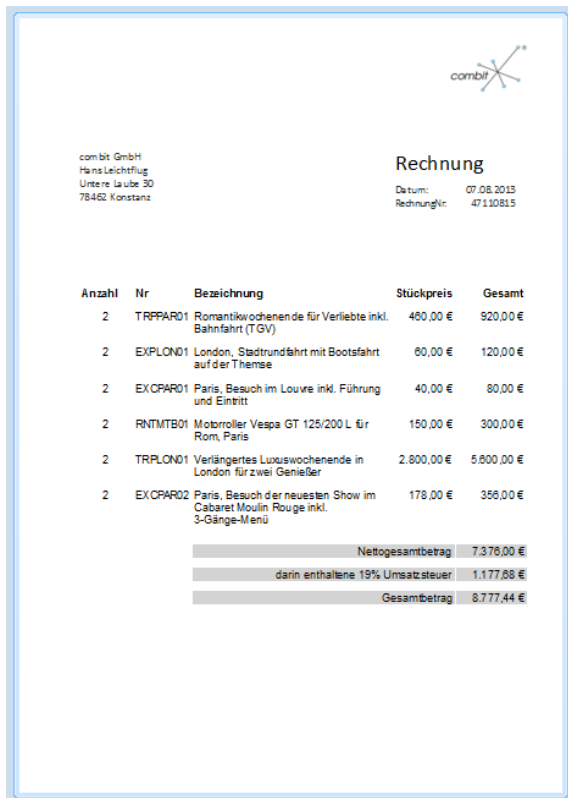 combit
combit GmbH
Hans Leichtflug
Untere Laube 30
78462 Konstanz
Rechnung
Datum: 07.08.2013
RechnungNr: 47110815
Anzahl Nr Bezeichnung Stückpreis Gesamt
2 TRPPAR01 Romantikwochenende für Verliebte inkl. 460,00 € 920,00 €
Bahnfahrt (TGV)
2 EXPLON01 London, Stadtrundfahrt mit Bootsfahrt 60,00 € 120,00 €
auf der Themse
2 EXCPAR01 Paris, Besuch im Louvre inkl. Führung 40,00 € 80,00 €
und Eintritt
2 RNTMTB01 Motorroller Vespa GT 125/200 L für 150,00 € 300,00 €
Rom, Paris
2 TRPLON01 Verlängertes Luxuswochenende in 2.800,00 € 5.600,00 €
London für zwei Genießer
2 EXCPAR02 Paris, Besuch der neuesten Show im 178,00 € 356,00 €
Cabaret Moulin Rouge inkl.
3-Gänge-Menü
Nettogesamtbetrag 7.376,00 €
darin enthaltene 19% Umsatzsteuer 1.177,68 €
Gesamtbetrag 8.777,44 €